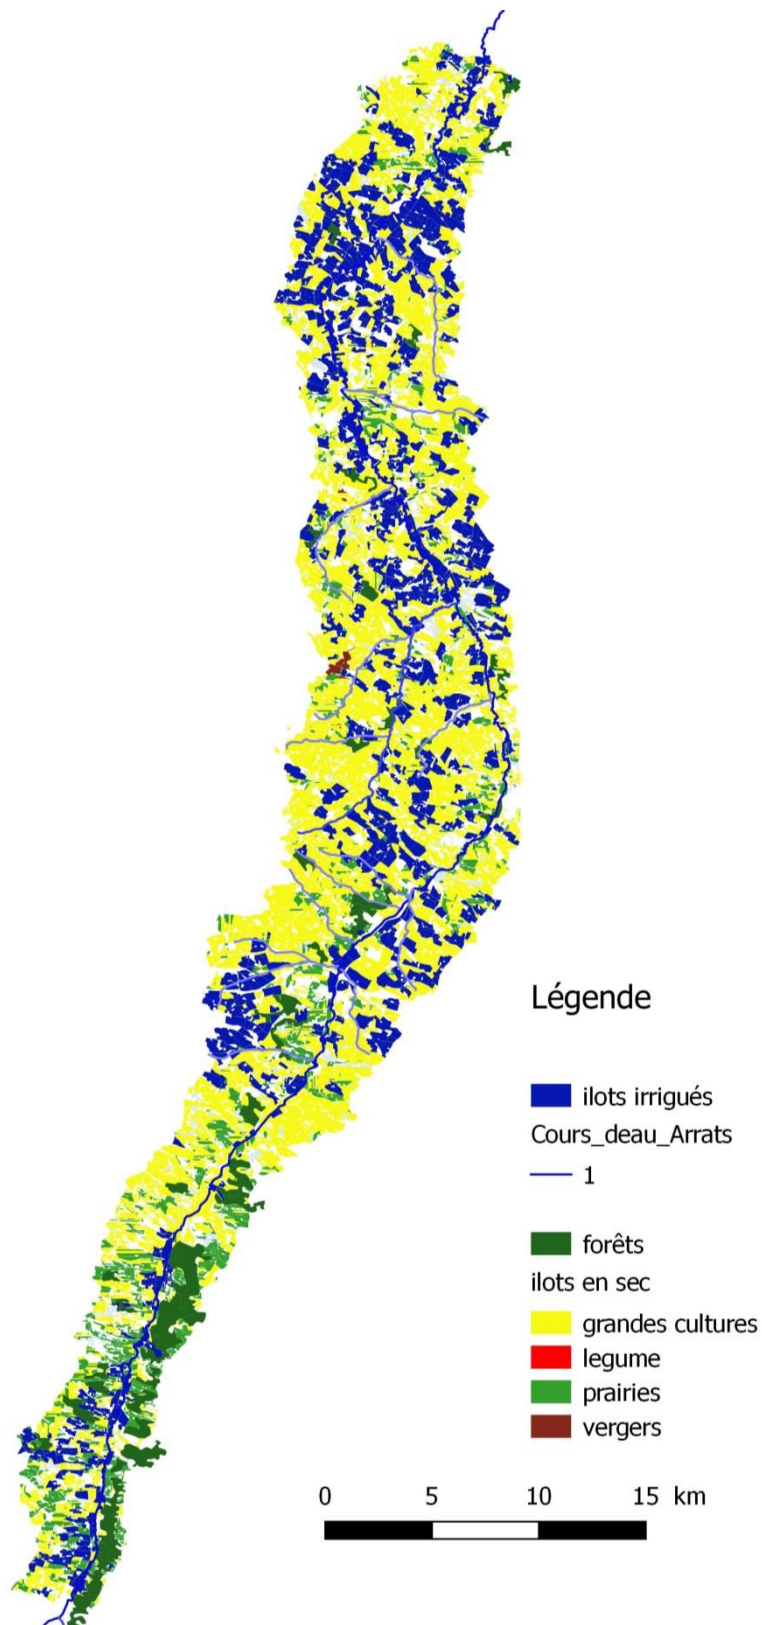 Légende
ilots irrigués
Cours_deau_Arrats
1
forêts
ilots en sec
grandes cultures
legume
prairies
vergers
0 5 10 15 km